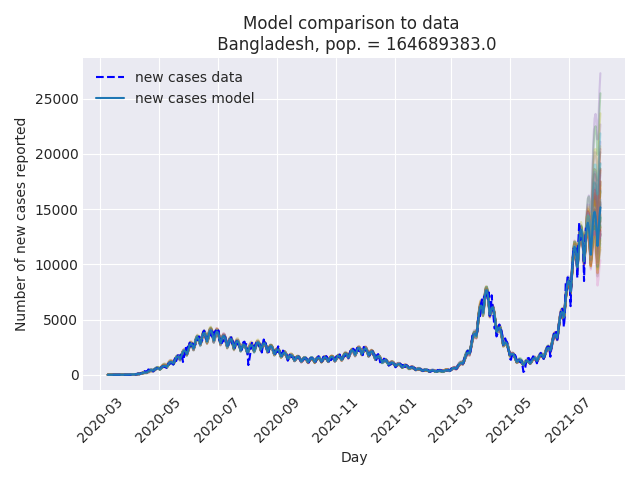 Model comparison to data
Bangladesh, pop. = 164689383.0
new cases data
new cases model
Number of new cases reported
25000
20000
15000
10000
5000
0
2020-03
2020-05
2020-07
2020-09
2020-11
2021-01
2021-03
2021-05
2021-07
Day